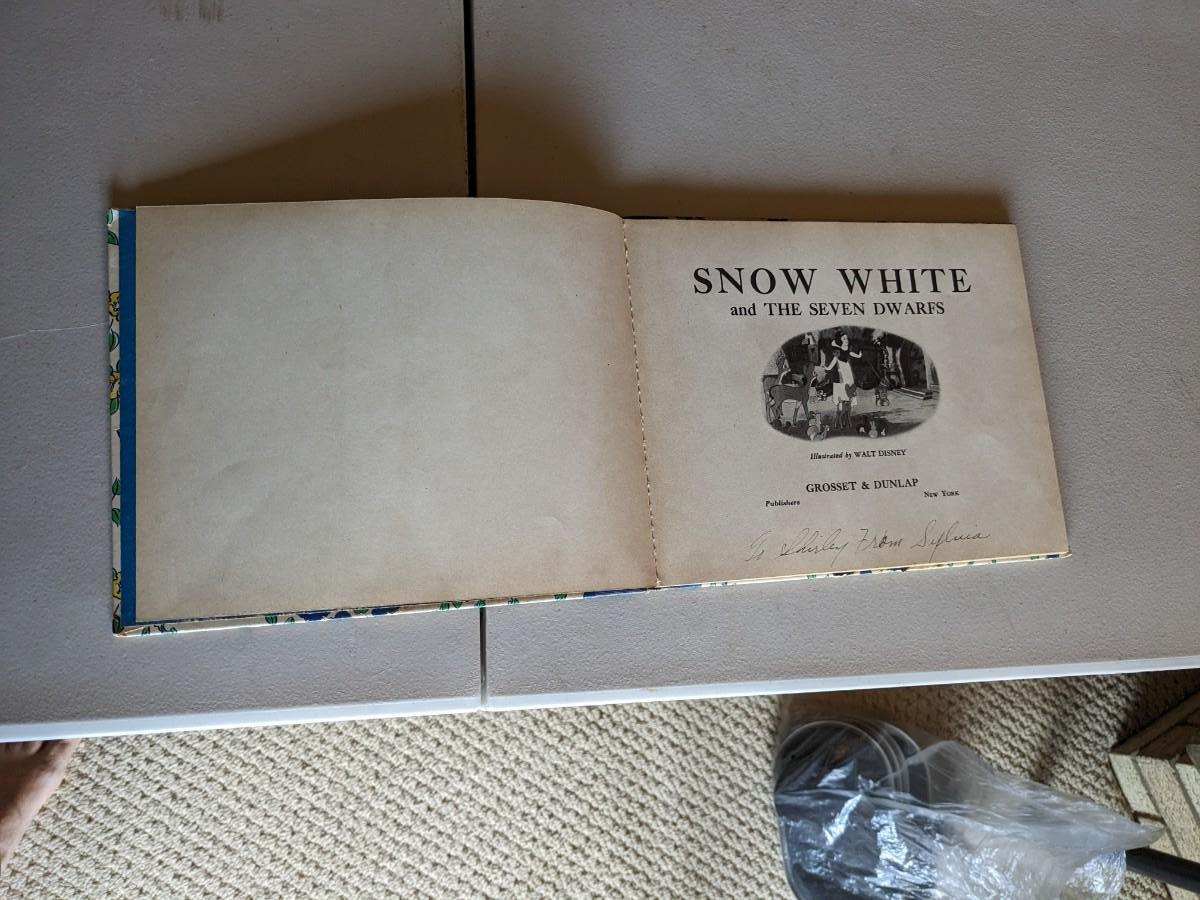 SNOW WHITE
and THE SEVEN DWARFS
Illustrated by WALT DISNEY
GROSSET & DUNLAP
Publishers New York
To Shirley From Sylvia